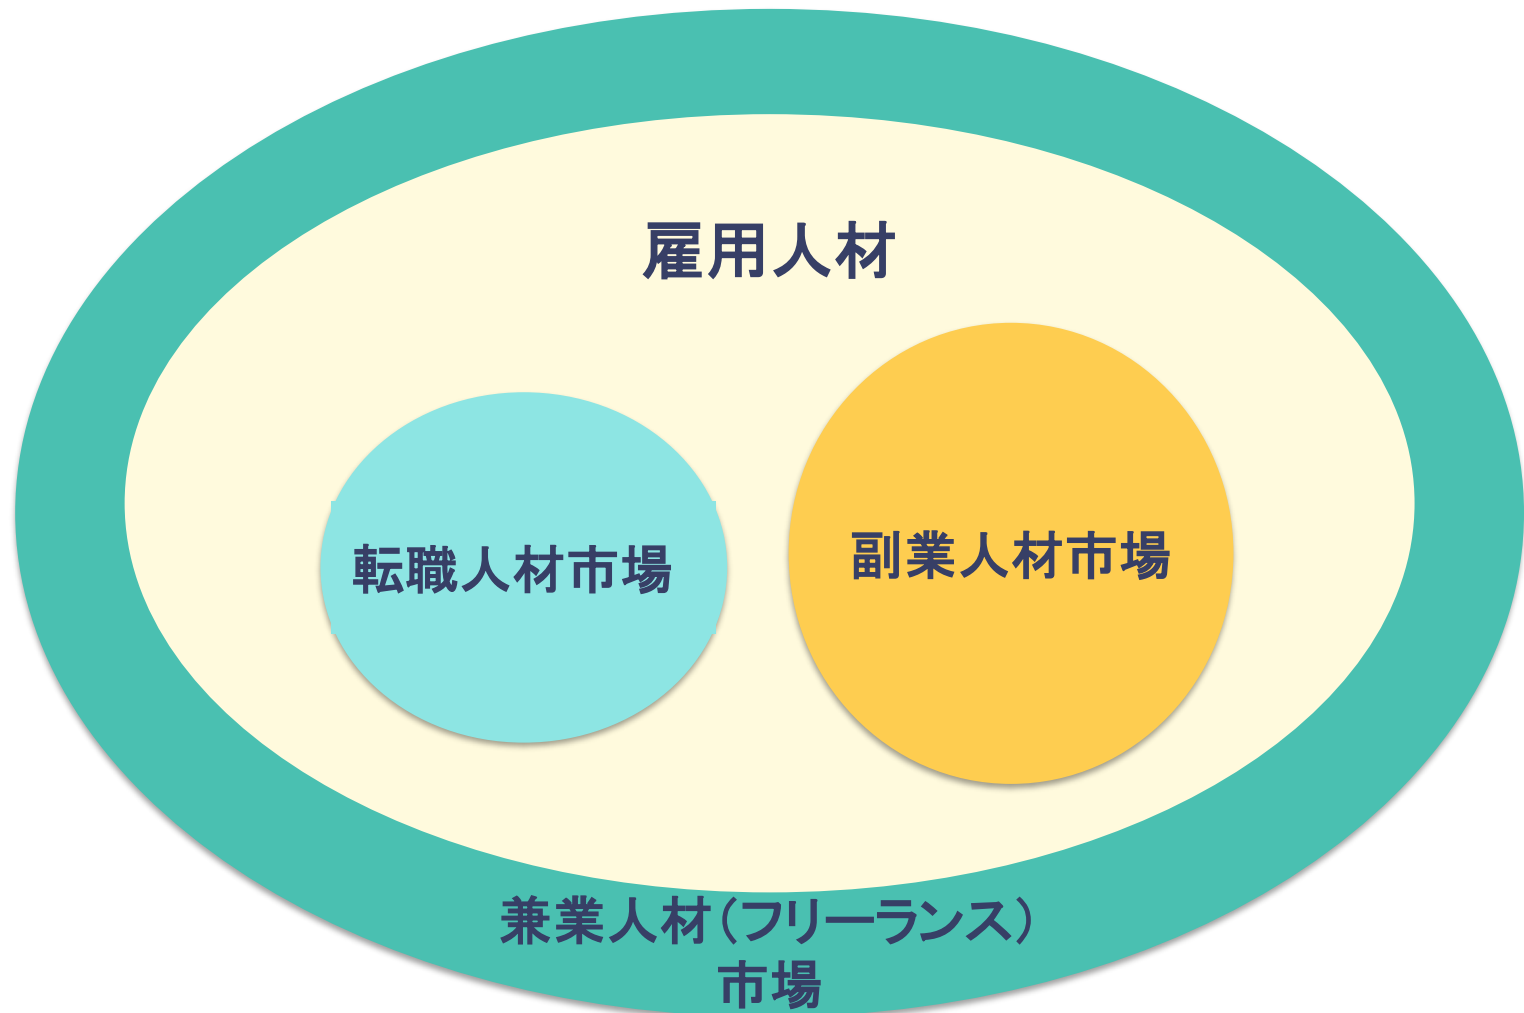 雇用人材
転職人材市場
副業人材市場
兼業人材（フリーランス）
市場